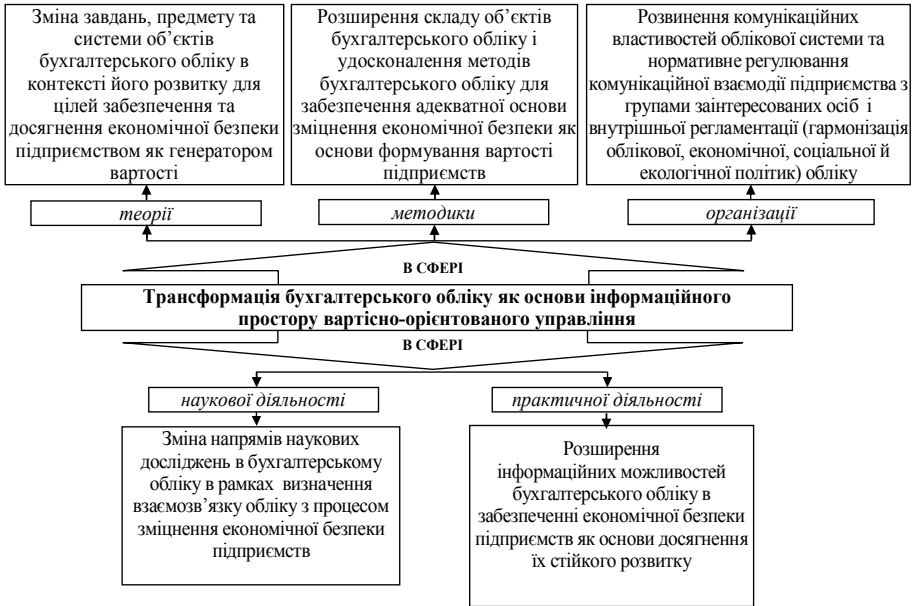 Зміна завдань, предмету та
системи об’єктів
бухгалтерського обліку в
контексті його розвитку для
цілей забезпечення та
досягнення економічної безпеки
підприємством як генератором
вартості
Розширення складу об’єктів
бухгалтерського обліку і
удосконалення методів
бухгалтерського обліку для
забезпечення адекватної основи
зміцнення економічної безпеки як
основи формування вартості
підприємств
Розвинення комунікаційних
властивостей облікової системи та
нормативне регулювання
комунікаційної взаємодії підприємства з
групами заінтересованих осіб і
внутрішньої регламентації (гармонізація
облікової, економічної, соціальної й
екологічної політик) обліку
теорії
методики
організації
В СФЕРІ
Трансформація бухгалтерського обліку як основи інформаційного
простору вартісно-орієнтованого управління
В СФЕРІ
наукової діяльності
практичної діяльності
Зміна напрямів наукових
досліджень в бухгалтерському
обліку в рамках визначення
взаємозв’язку обліку з процесом
зміцнення економічної безпеки
підприємств
Розширення
інформаційних можливостей
бухгалтерського обліку в
забезпеченні економічної безпеки
підприємств як основи досягнення
їх стійкого розвитку